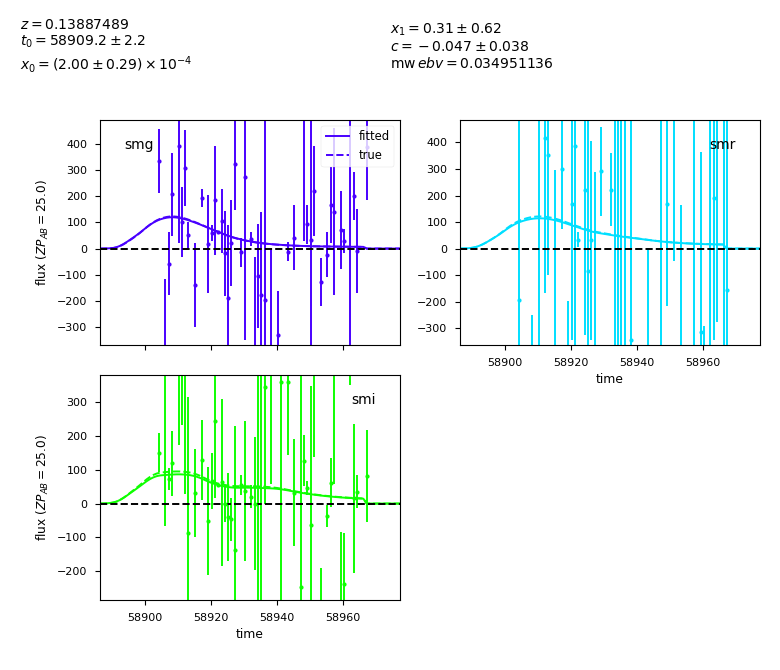 z = 0.13887489
t₀ = 58909.2 ± 2.2
x₀ = (2.00 ± 0.29) × 10⁻⁴
x₁ = 0.31 ± 0.62
c = −0.047 ± 0.038
mw ebv = 0.034951136
smg
fitted
true
400
300
200
100
0
−100
−200
−300
flux (ZP_AB = 25.0)
smr
400
300
200
100
0
−100
−200
−300
58900
58920
58940
58960
time
smi
300
200
100
0
−100
−200
flux (ZP_AB = 25.0)
58900
58920
58940
58960
time